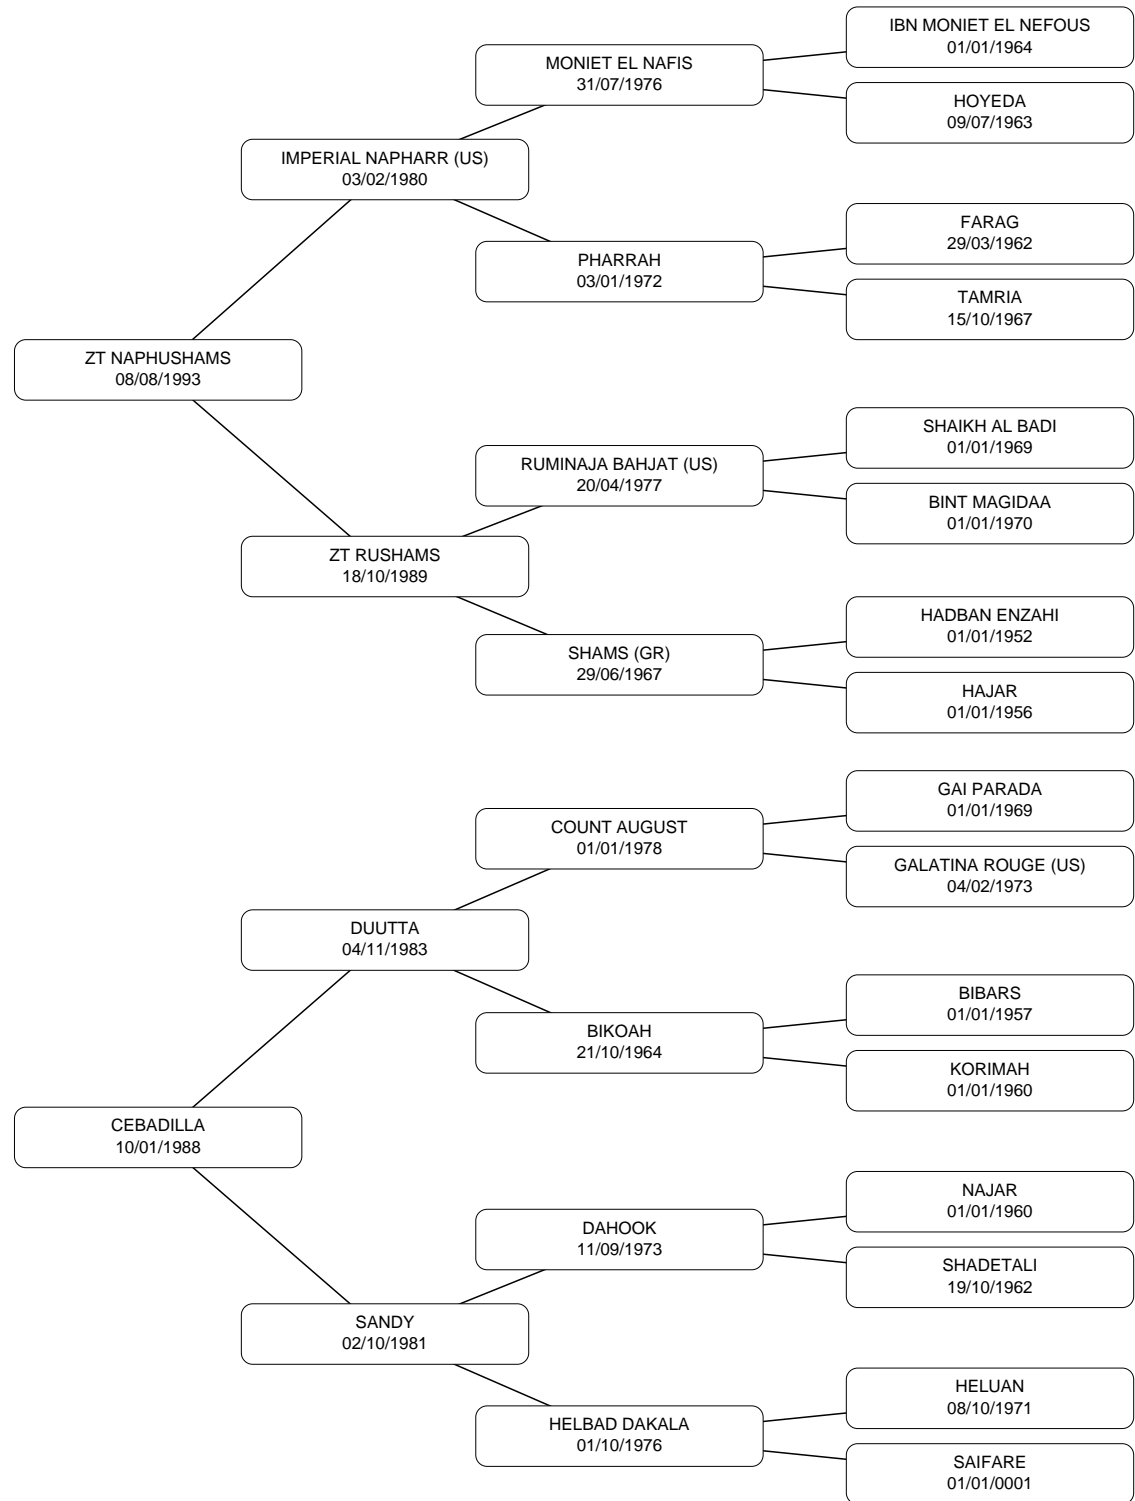 IBN MONIET EL NEFOUS
01/01/1964
MONIET EL NAFIS
31/07/1976
HOYEDA
09/07/1963
IMPERIAL NAPHARR (US)
03/02/1980
FARAG
29/03/1962
PHARRAH
03/01/1972
TAMRIA
15/10/1967
ZT NAPHUSHAMS
08/08/1993
SHAIKH AL BADI
01/01/1969
RUMINAJA BAHJAT (US)
20/04/1977
BINT MAGIDAA
01/01/1970
ZT RUSHAMS
18/10/1989
HADBAN ENZAHI
01/01/1952
SHAMS (GR)
29/06/1967
HAJAR
01/01/1956
GAI PARADA
01/01/1969
COUNT AUGUST
01/01/1978
GALATINA ROUGE (US)
04/02/1973
DUUTTA
04/11/1983
BIBARS
01/01/1957
BIKOAH
21/10/1964
KORIMAH
01/01/1960
CEBADILLA
10/01/1988
NAJAR
01/01/1960
DAHOOK
11/09/1973
SHADETALI
19/10/1962
SANDY
02/10/1981
HELUAN
08/10/1971
HELBAD DAKALA
01/10/1976
SAIFARE
01/01/0001